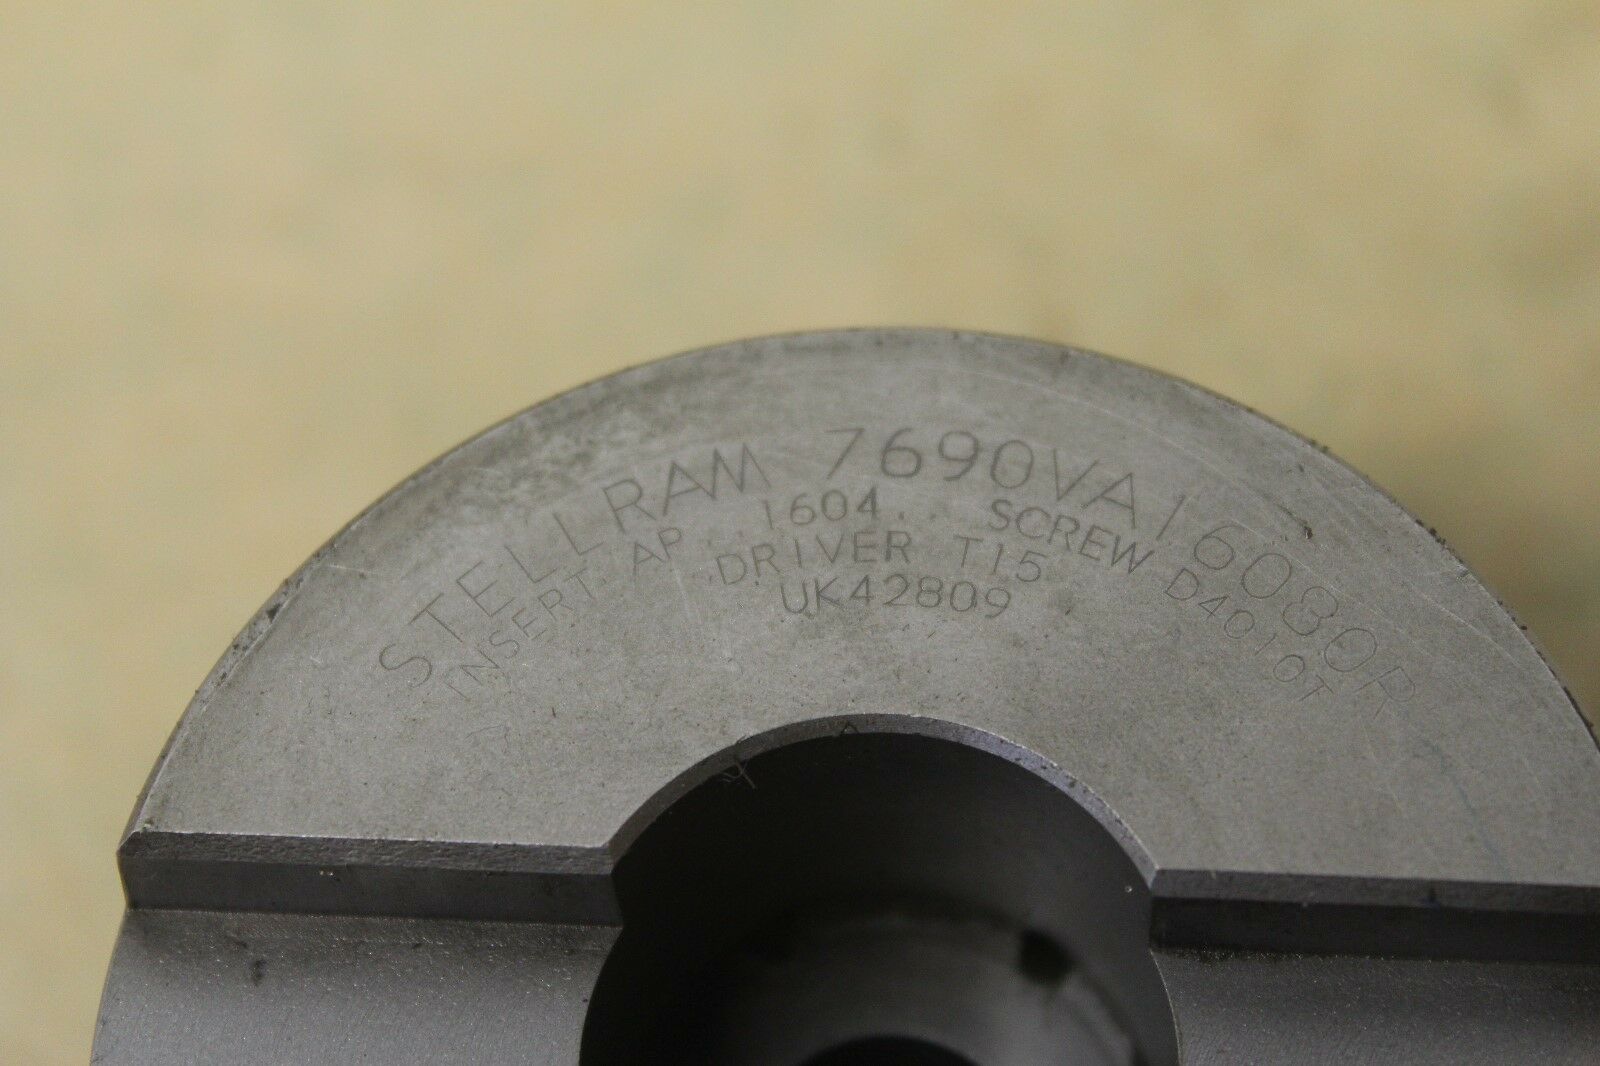 STELLRAM 7690VA16080R
INSERT AP..1604.. SCREW D4010T
DRIVER T15
UK42809